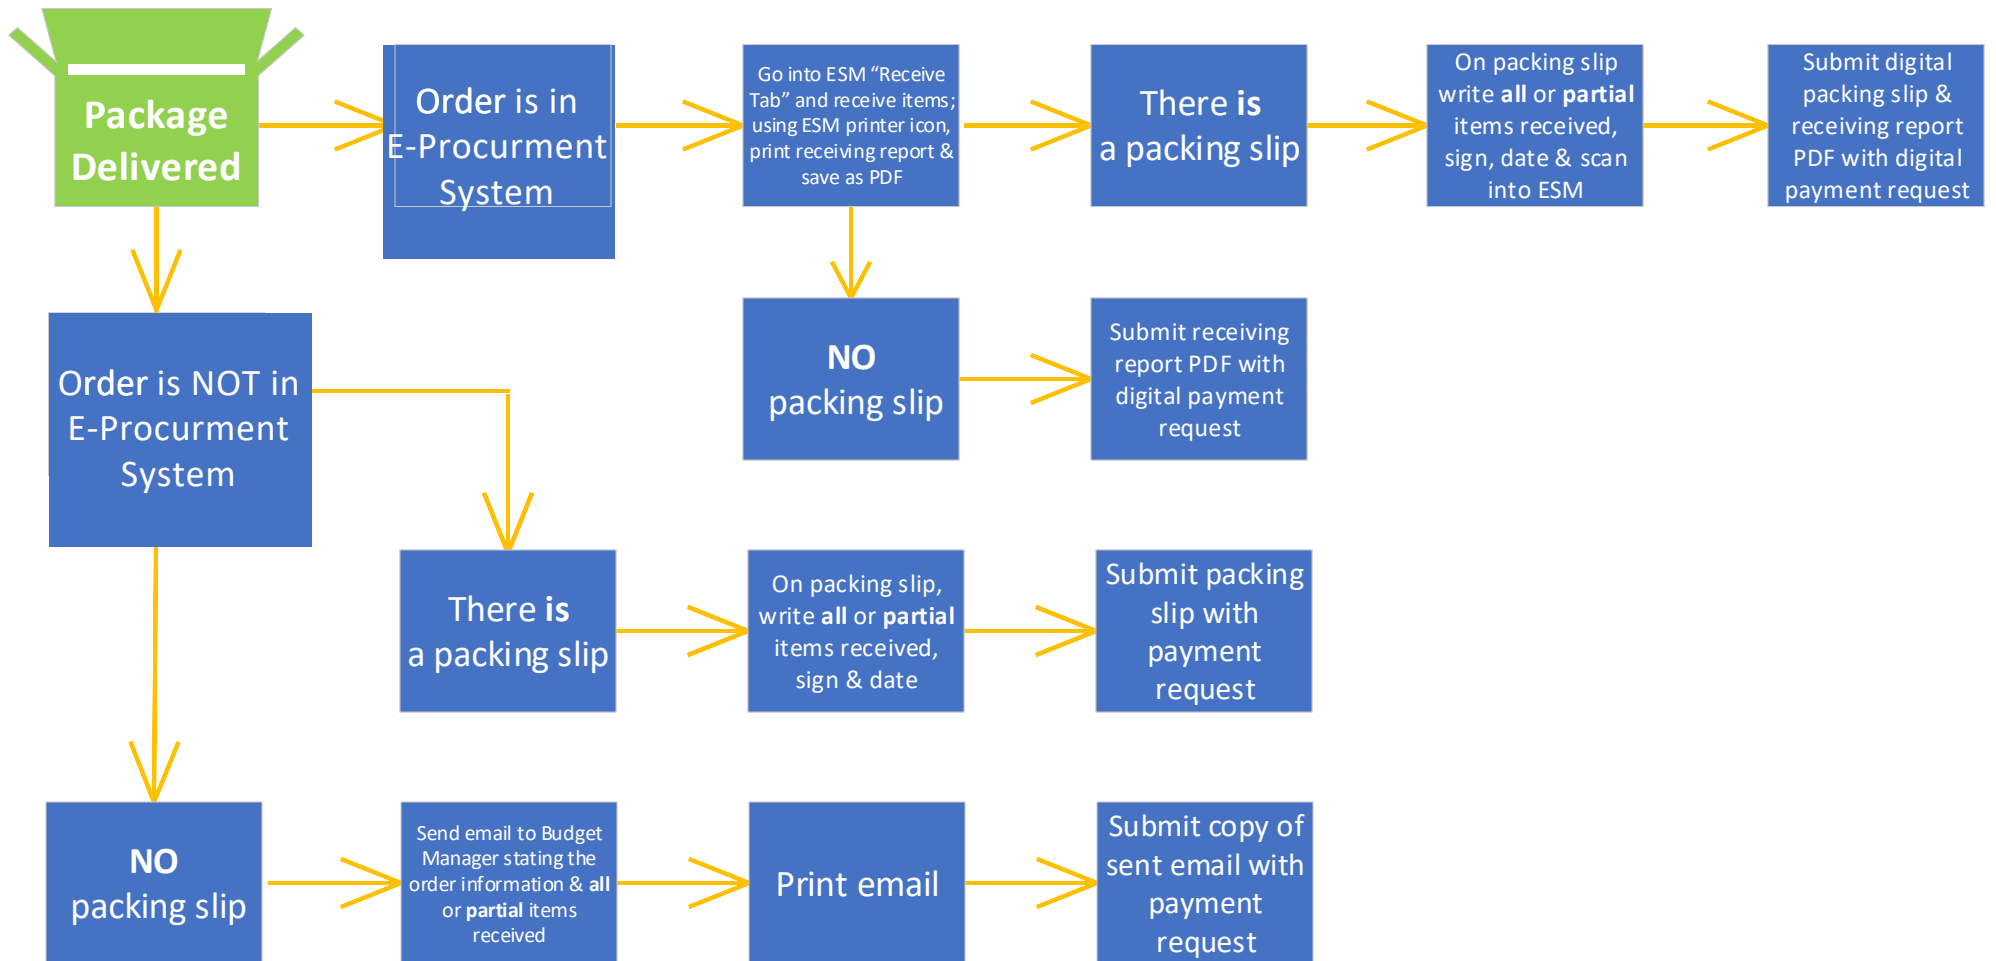 Package
Delivered
Order is in
E-Procurment
System
Go into ESM “Receive
Tab” and receive items;
using ESM printer icon,
print receiving report &
save as PDF
There is
a packing slip
On packing slip
write all or partial
items received,
sign, date & scan
into ESM
Submit digital
packing slip &
receiving report
PDF with digital
payment request
NO
packing slip
Submit receiving
report PDF with
digital payment
request
Order is NOT in
E-Procurment
System
There is
a packing slip
On packing slip,
write all or partial
items received,
sign & date
Submit packing
slip with
payment
request
NO
packing slip
Send email to Budget
Manager stating the
order information & all
or partial items
received
Print email
Submit copy of
sent email with
payment
request